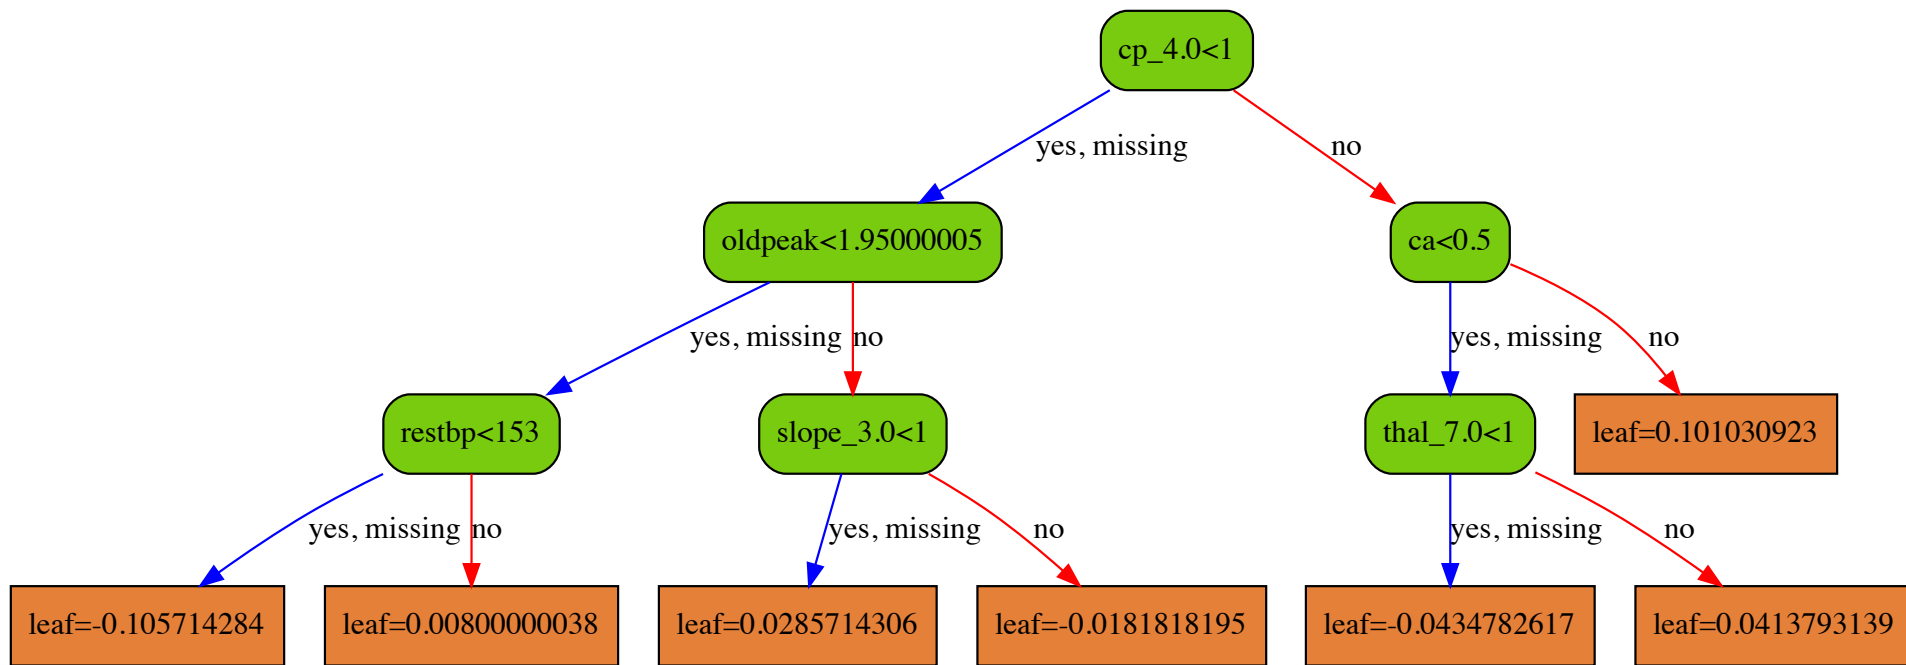 cp_4.0<1
yes, missing
no
oldpeak<1.95000005
ca<0.5
yes, missing
no
yes, missing
no
restbp<153
slope_3.0<1
thal_7.0<1
leaf=0.101030923
yes, missing
no
yes, missing
no
yes, missing
no
leaf=-0.105714284
leaf=0.00800000038
leaf=0.0285714306
leaf=-0.0181818195
leaf=-0.0434782617
leaf=0.0413793139